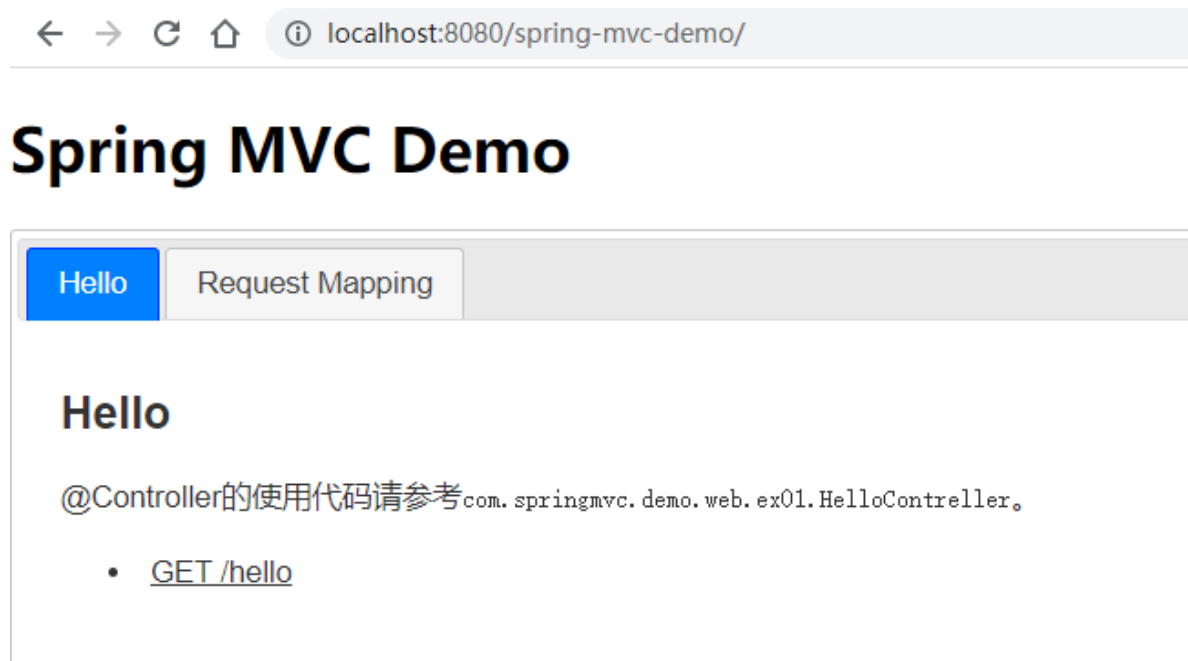 localhost:8080/spring-mvc-demo/
Spring MVC Demo
Hello Request Mapping
Hello
@Controller的使用代码请参考com.springmvc.demo.web.ex01.HelloContreller。
• GET /hello